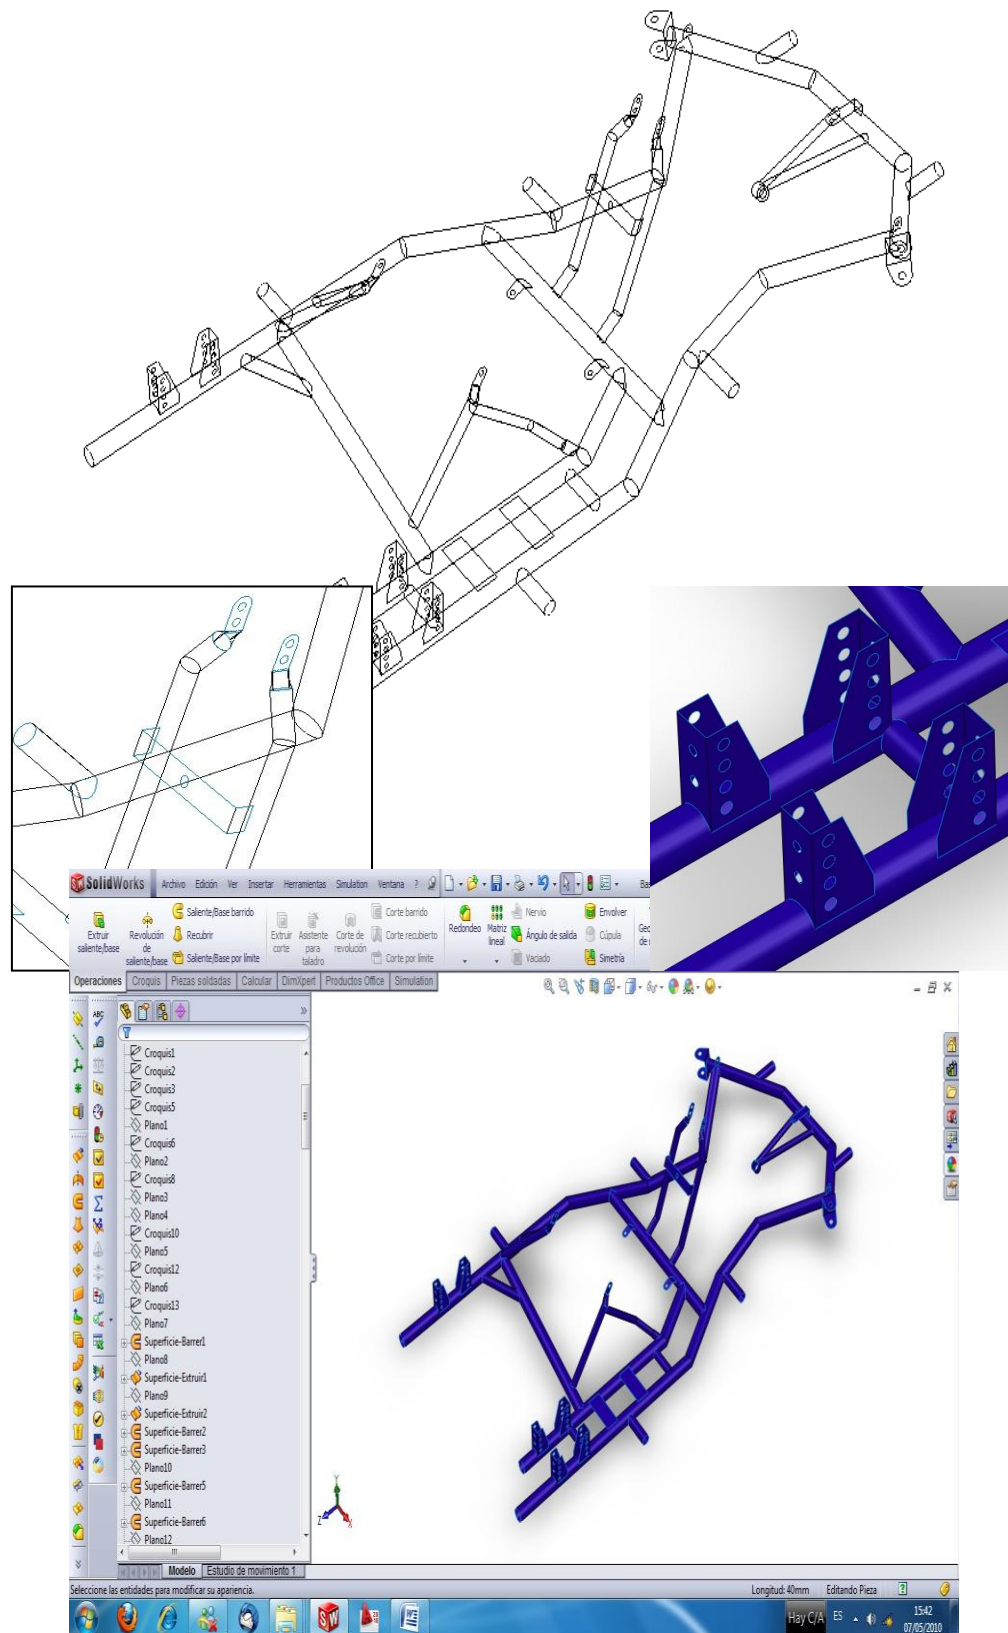 SolidWorks Archivo Edición Ver Insertar Herramientas Simulation Ventana ? Ba
Extruir saliente/base
Revolución de saliente/base
Saliente/Base barrido
Recubrir
Saliente/Base por límite
Extruir corte
Asistente para taladro
Corte de revolución
Corte barrido
Corte recubierto
Corte por límite
Redondeo
Matriz lineal
Nervio
Ángulo de salida
Vaciado
Envolver
Cúpula
Simetría
Operaciones Croquis Piezas soldadas Calcular DimXpert Productos Office Simulation
ABC
Croquis1
Croquis2
Croquis3
Croquis5
Plano1
Croquis6
Plano2
Croquis8
Plano3
Plano4
Croquis10
Plano5
Croquis12
Plano6
Croquis13
Plano7
Superficie-Barrer1
Plano8
Superficie-Extruir1
Plano9
Superficie-Extruir2
Superficie-Barrer2
Superficie-Barrer3
Plano10
Superficie-Barrer5
Plano11
Superficie-Barrer6
Plano12
Y
Z X
Modelo Estudio de movimiento 1
Seleccione las entidades para modificar su apariencia. Longitud: 40mm Editando Pieza ?
Hay C/A ES 15:42
07/05/2010